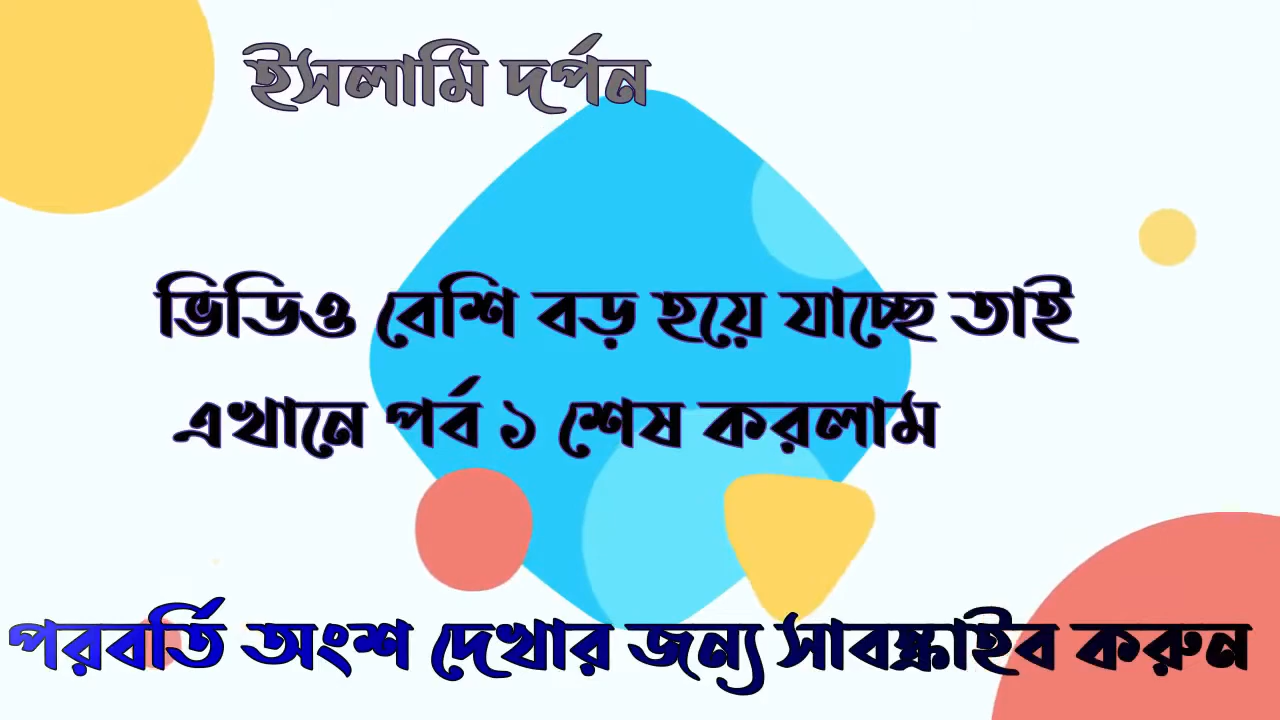 ইসলামি দর্পন
ভিডিও বেশি বড় হয়ে যাচ্ছে তাই
এখানে পর্ব ১ শেষ করলাম
পরবর্তি অংশ দেখার জন্য সাবস্ক্রাইব করুন